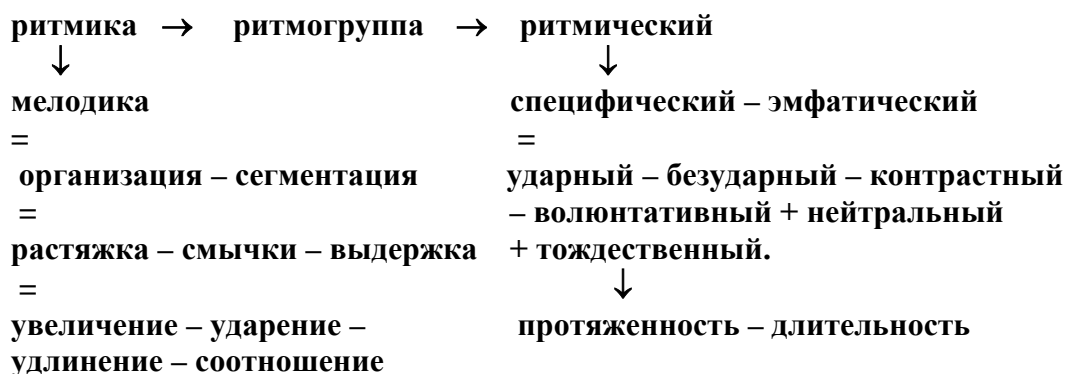 ритмика → ритмогруппа → ритмический
↓ ↓
мелодика специфический – эмфатический
= =
организация – сегментация ударный – безударный – контрастный
= – волюнтативный + нейтральный
растяжка – смычки – выдержка + тождественный.
= ↓
увеличение – ударение – протяженность – длительность
удлинение – соотношение